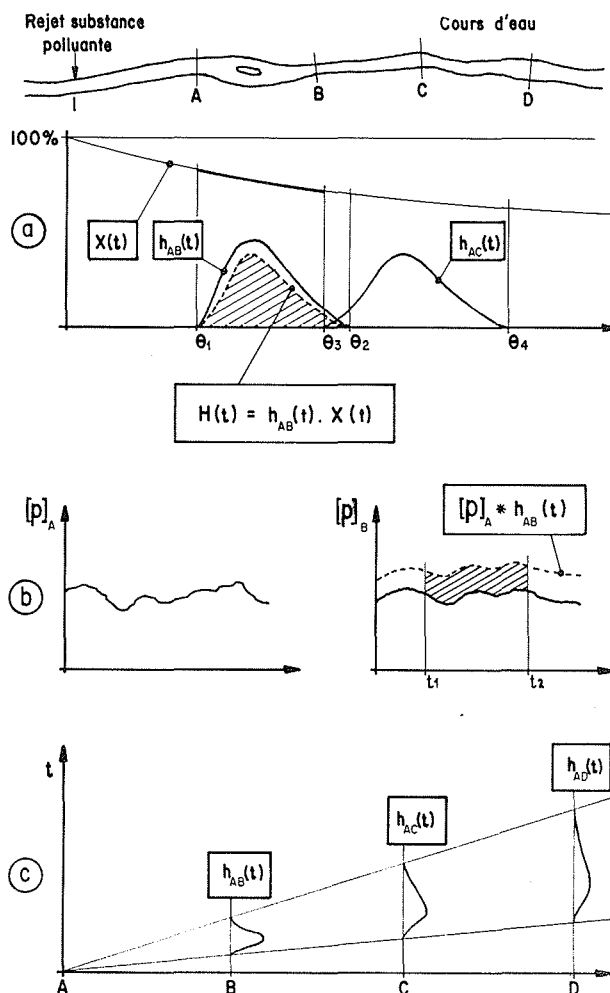 Rejet substance
polluante
Cours d'eau
I
A
B
C
D
100%
a
X(t)
h_AB(t)
h_AC(t)
θ1
θ3
θ2
θ4
H(t) = h_AB(t) . X(t)
[p]_A
[p]_B
[p]_A * h_AB (t)
b
t1
t2
t
h_AD(t)
h_AC(t)
h_AB(t)
c
A
B
C
D